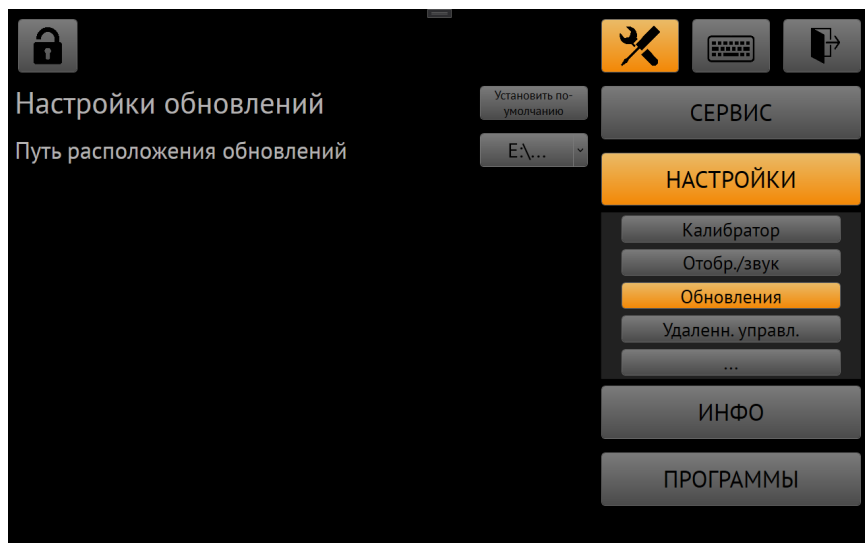 Настройки обновлений
Установить по-
умолчанию
Путь расположения обновлений
E:\...
СЕРВИС
НАСТРОЙКИ
Калибратор
Отобр./звук
Обновления
Удаленн. управл.
...
ИНФО
ПРОГРАММЫ